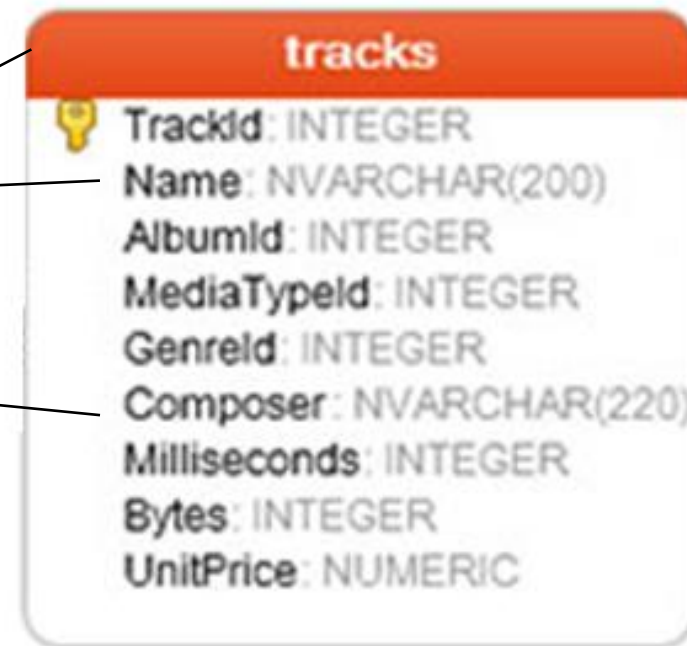 tracks
TrackId: INTEGER
Name: NVARCHAR(200)
AlbumId: INTEGER
MediaTypeId: INTEGER
GenreId: INTEGER
Composer: NVARCHAR(220)
Milliseconds: INTEGER
Bytes: INTEGER
UnitPrice: NUMERIC